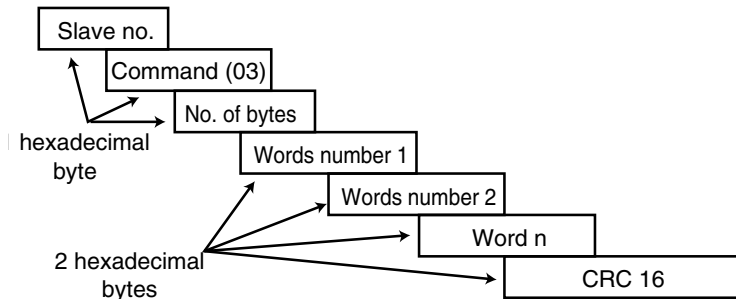 Slave no.
Command (03)
No. of bytes
hexadecimal
byte
Words number 1
Words number 2
Word n
2 hexadecimal
bytes
CRC 16